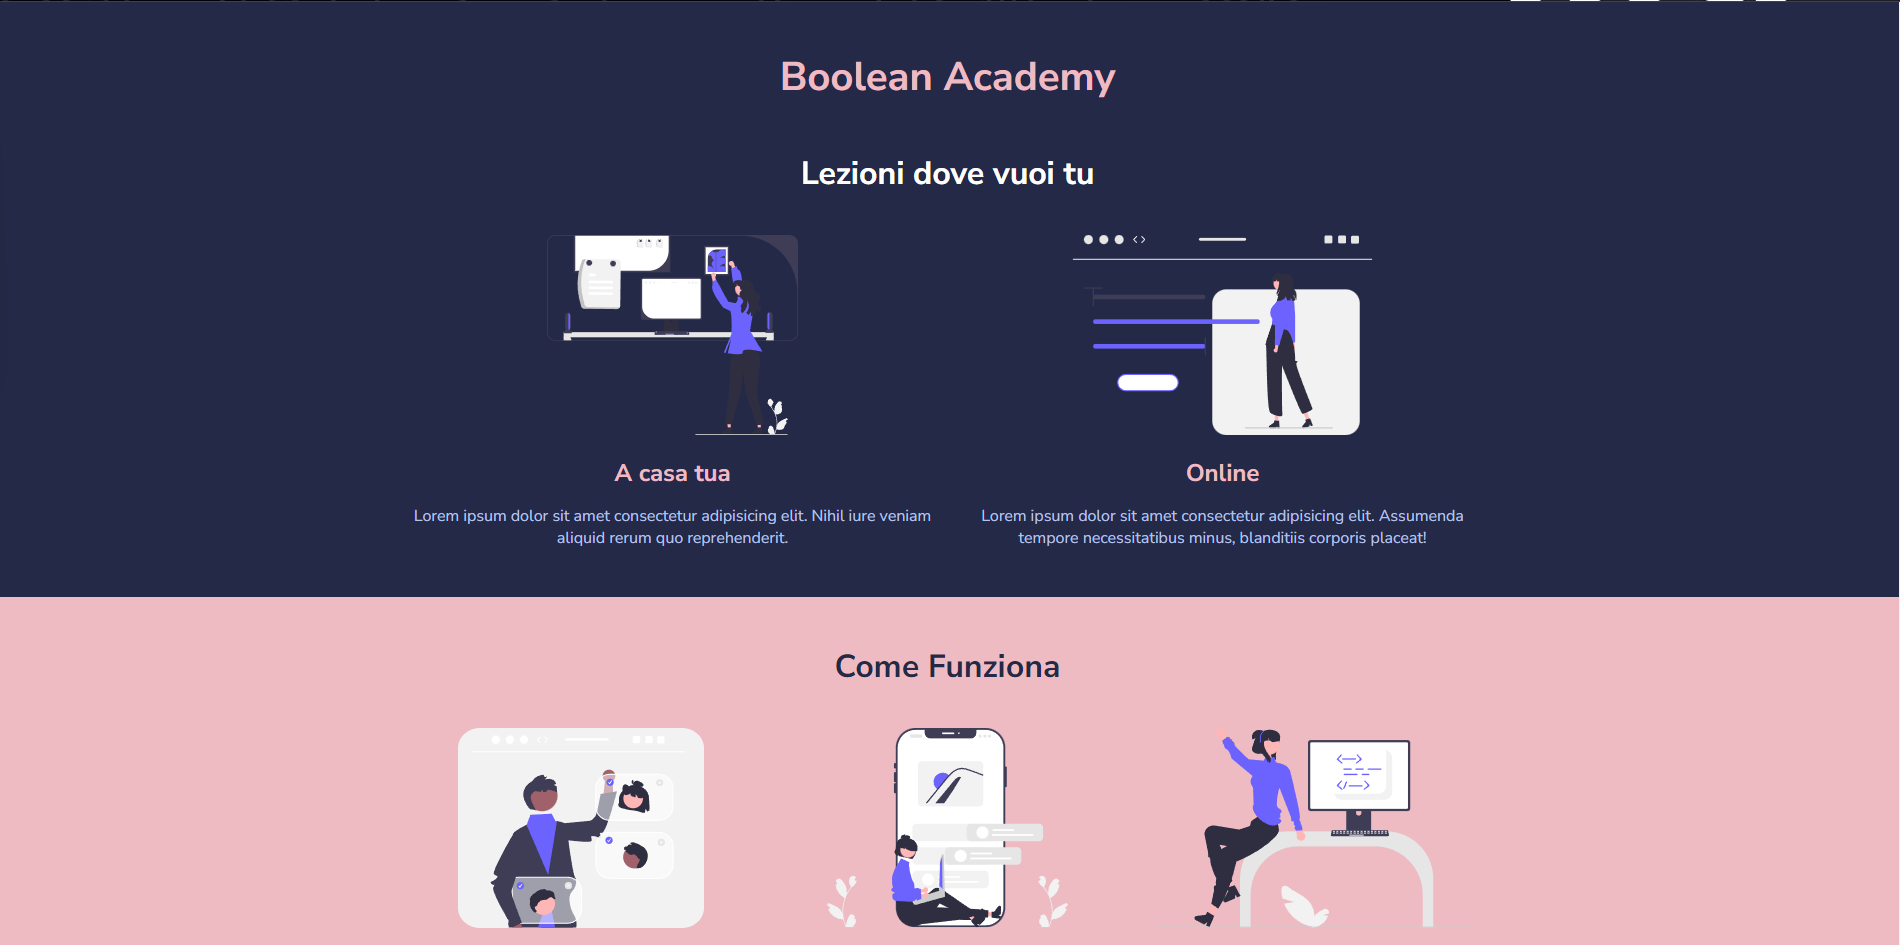 Boolean Academy
Lezioni dove vuoi tu
A casa tua
Lorem ipsum dolor sit amet consectetur adipisicing elit. Nihil iure veniam
aliquid rerum quo reprehenderit.
Online
Lorem ipsum dolor sit amet consectetur adipisicing elit. Assumenda
tempore necessitatibus minus, blanditiis corporis placeat!
Come Funziona